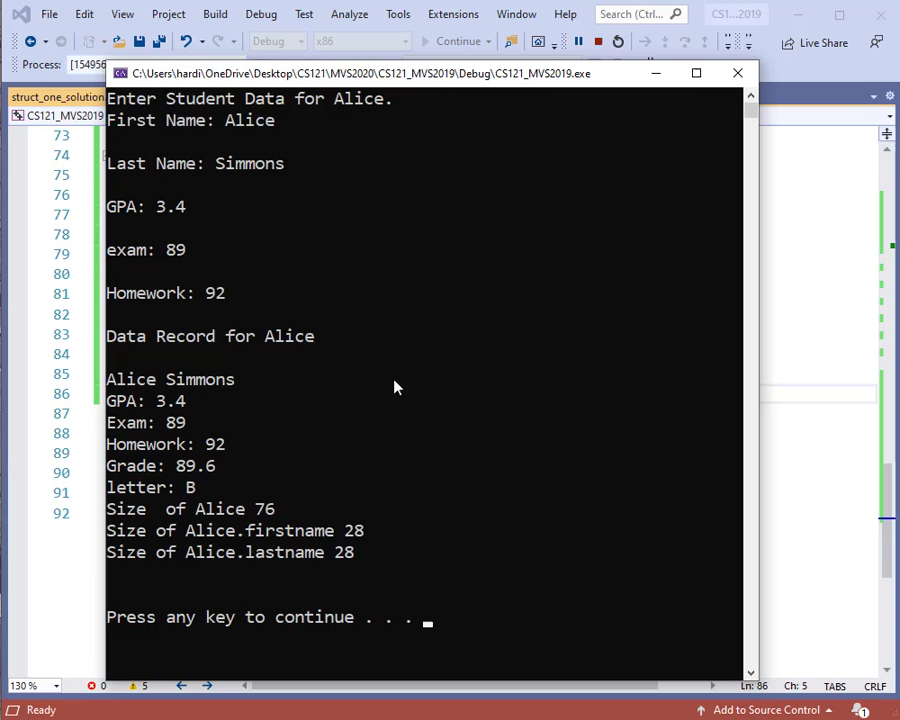 File Edit View Project Build Debug Test Analyze Tools Extensions Window Help Search (Ctrl... CS1...2019
Debug x86 Continue Live Share
Process: [154956
C:\Users\hardi\OneDrive\Desktop\CS121\MVS2020\CS121_MVS2019\Debug\CS121_MVS2019.exe
struct_one_solution
CS121_MVS2019
73
74
75
76
77
78
79
80
81
82
83
84
85
86
87
88
89
90
91
92
Enter Student Data for Alice.
First Name: Alice
Last Name: Simmons
GPA: 3.4
exam: 89
Homework: 92
Data Record for Alice
Alice Simmons
GPA: 3.4
Exam: 89
Homework: 92
Grade: 89.6
letter: B
Size  of Alice 76
Size of Alice.firstname 28
Size of Alice.lastname 28
Press any key to continue . . .
130 % 0 5 Ln: 86 Ch: 5 TABS CRLF
Ready Add to Source Control 1